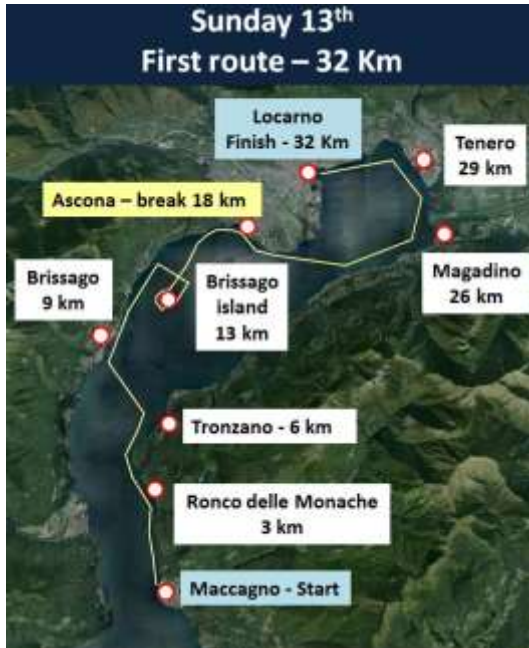 Sunday 13th
First route – 32 Km
Locarno
Finish - 32 Km
Tenero
29 km
Ascona – break 18 km
Brissago
9 km
Brissago
island
13 km
Magadino
26 km
Tronzano - 6 km
Ronco delle Monache
3 km
Maccagno - Start